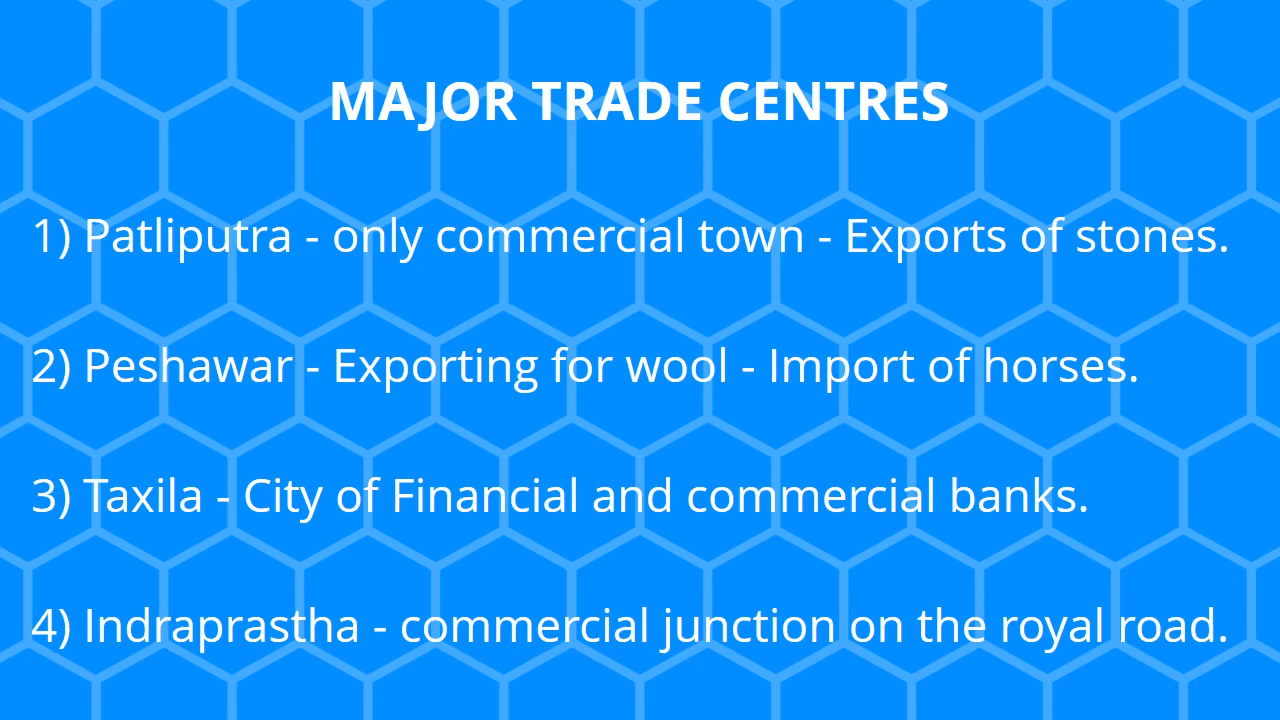 MAJOR TRADE CENTRES
1) Patliputra - only commercial town - Exports of stones.
2) Peshawar - Exporting for wool - Import of horses.
3) Taxila - City of Financial and commercial banks.
4) Indraprastha - commercial junction on the royal road.